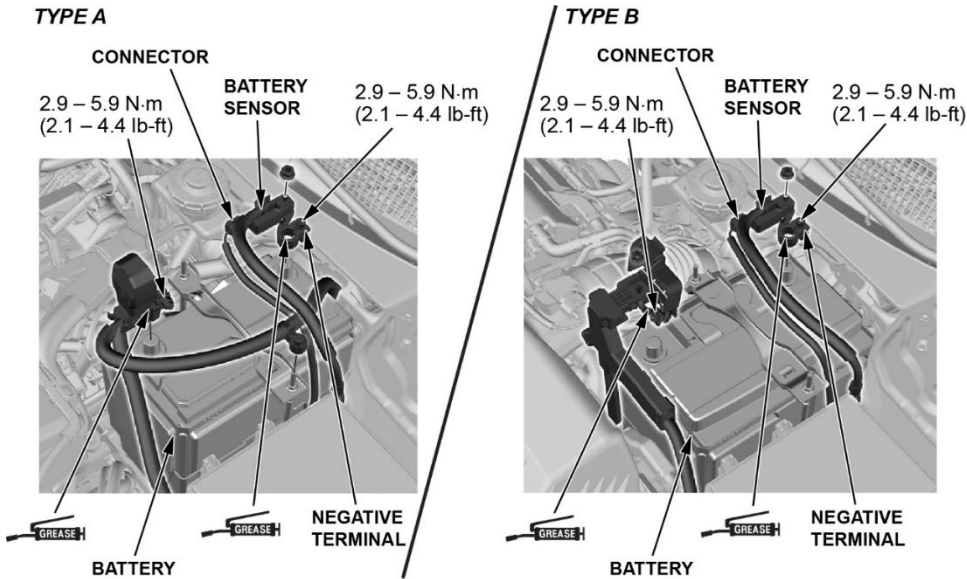 TYPE A
CONNECTOR
BATTERY
SENSOR
2.9 – 5.9 N·m
(2.1 – 4.4 lb-ft)
2.9 – 5.9 N·m
(2.1 – 4.4 lb-ft)
GREASE
BATTERY
GREASE
NEGATIVE
TERMINAL
TYPE B
CONNECTOR
BATTERY
SENSOR
2.9 – 5.9 N·m
(2.1 – 4.4 lb-ft)
2.9 – 5.9 N·m
(2.1 – 4.4 lb-ft)
GREASE
BATTERY
GREASE
NEGATIVE
TERMINAL